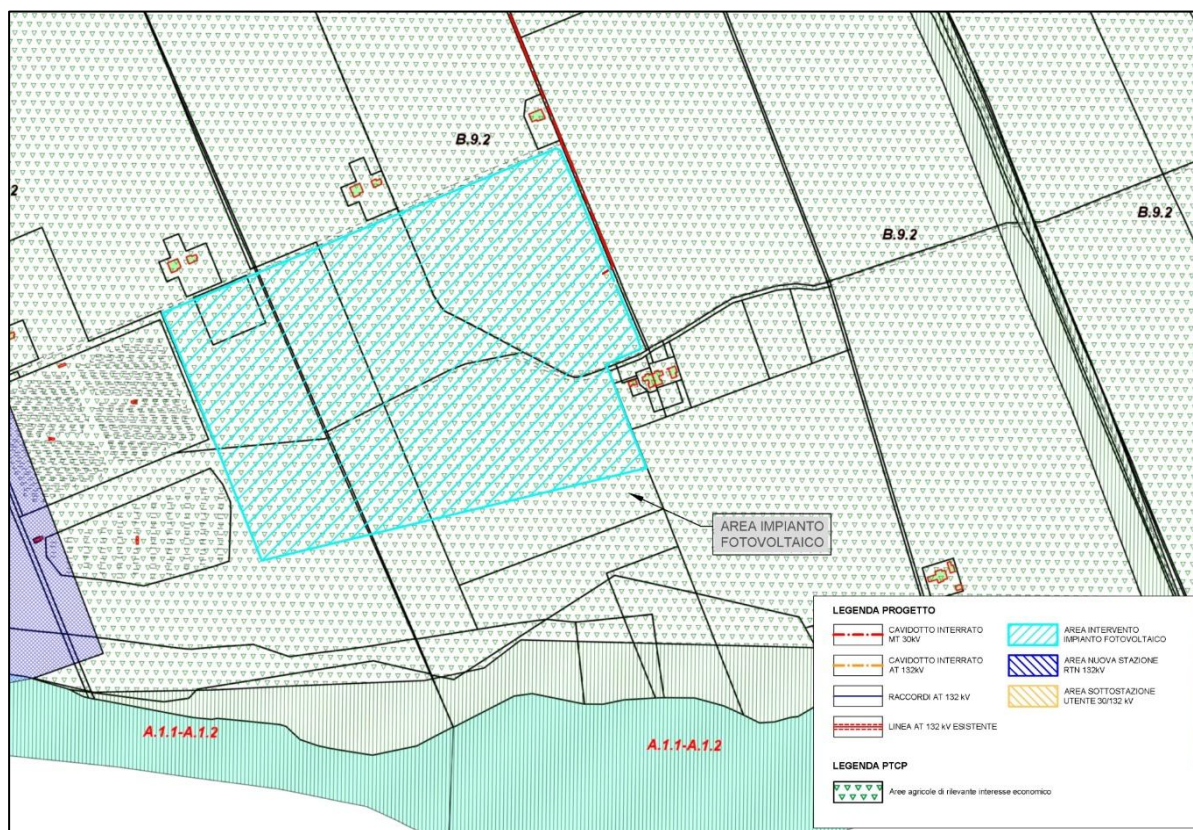 B.9.2
2
B.9.2
B.9.2
AREA IMPIANTO
FOTOVOLTAICO
A.1.1-A.1.2
A.1.1-A.1.2
LEGENDA PROGETTO
CAVIDOTTO INTERRATO
MT 30kV
AREA INTERVENTO
IMPIANTO FOTOVOLTAICO
CAVIDOTTO INTERRATO
AT 132kV
AREA NUOVA STAZIONE
RTN 132kV
RACCORDI AT 132 kV
AREA SOTTOSTAZIONE
UTENTE 30/132 kV
LINEA AT 132 kV ESISTENTE
LEGENDA PTCP
Aree agricole di rilevante interesse economico